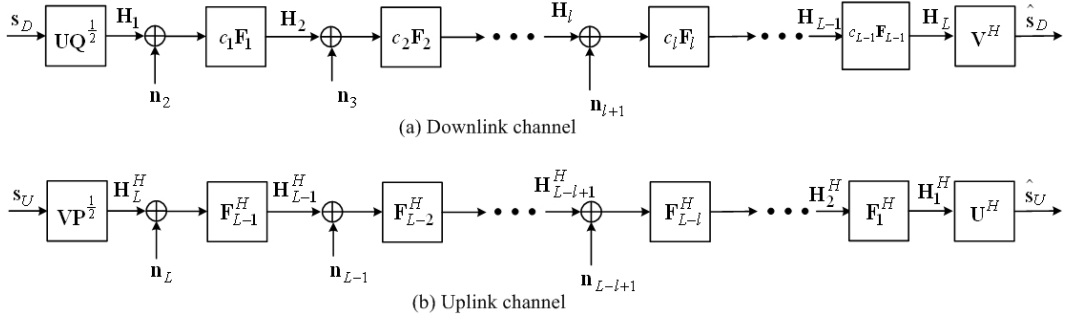 s_D UQ^{1/2} H_1 n_2 c_1F_1 H_2 n_3 c_2F_2 • • • H_l n_{l+1} c_lF_l • • • H_{L-1} c_{L-1}F_{L-1} H_L V^H ŝ_D
(a) Downlink channel
s_U VP^{1/2} H_L^H n_L F_{L-1}^H H_{L-1}^H n_{L-1} F_{L-2}^H • • • H_{L-l+1}^H n_{L-l+1} F_{L-l}^H • • • H_2^H F_1^H H_1^H U^H ŝ_U
(b) Uplink channel